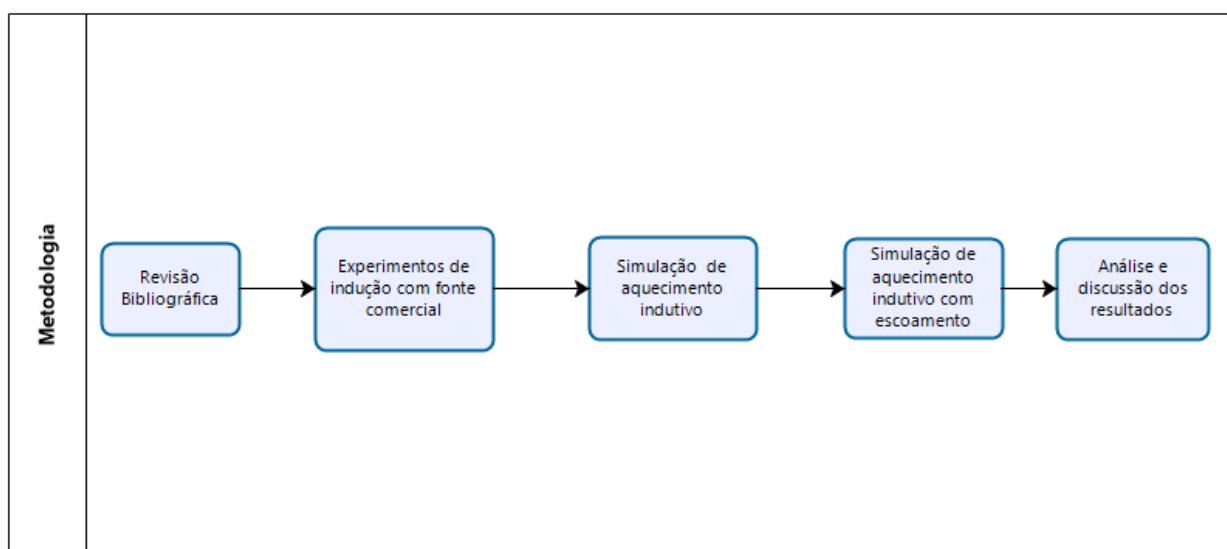 Metodologia
Revisão
Bibliográfica
Experimentos de
indução com fonte
comercial
Simulação de
aquecimento
indutivo
Simulação de
aquecimento
indutivo com
escoamento
Análise e
discussão dos
resultados